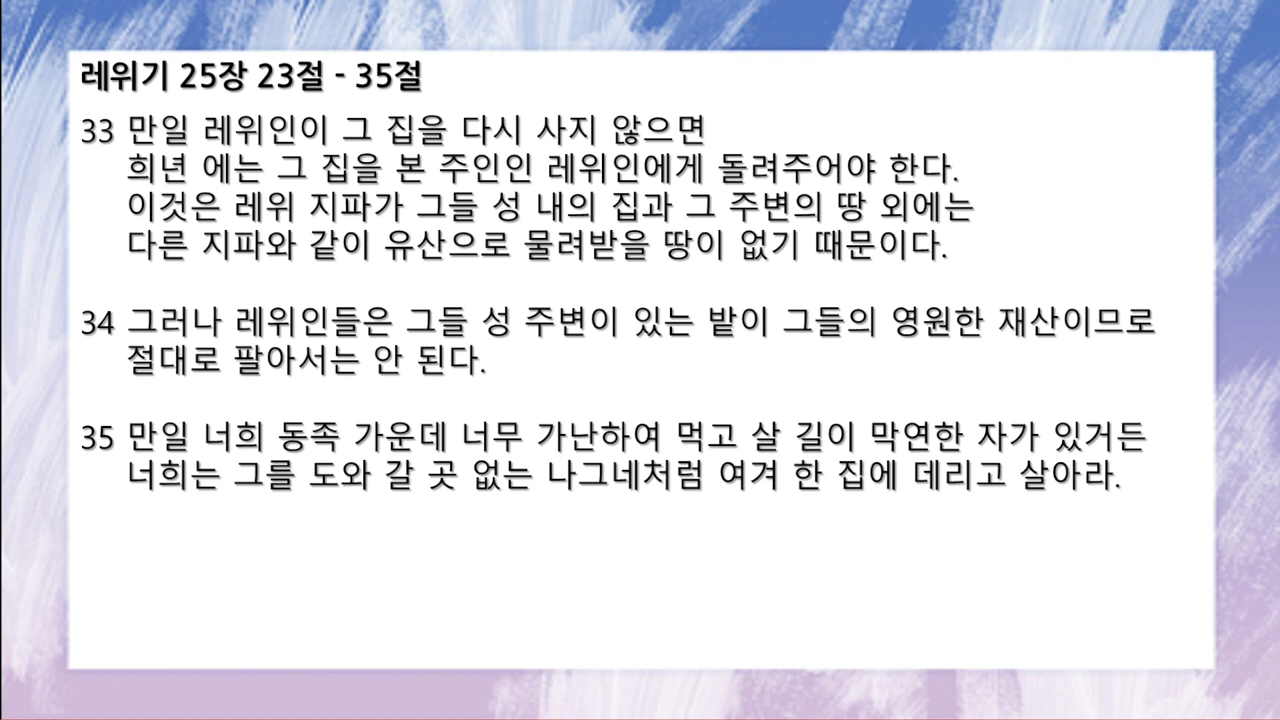 레위기 25장 23절 - 35절
33 만일 레위인이 그 집을 다시 사지 않으면
희년 에는 그 집을 본 주인인 레위인에게 돌려주어야 한다.
이것은 레위 지파가 그들 성 내의 집과 그 주변의 땅 외에는
다른 지파와 같이 유산으로 물려받을 땅이 없기 때문이다.
34 그러나 레위인들은 그들 성 주변이 있는 밭이 그들의 영원한 재산이므로
절대로 팔아서는 안 된다.
35 만일 너희 동족 가운데 너무 가난하여 먹고 살 길이 막연한 자가 있거든
너희는 그를 도와 갈 곳 없는 나그네처럼 여겨 한 집에 데리고 살아라.